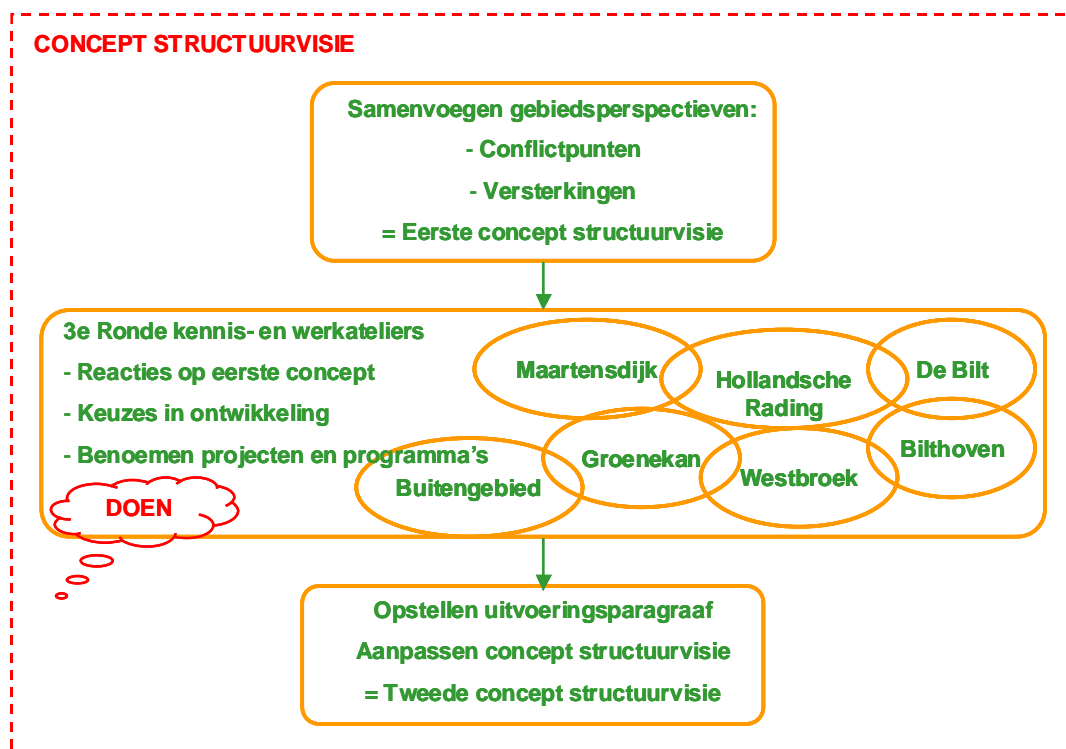 CONCEPT STRUCTUURVISIE
Samenvoegen gebiedsperspectieven:
- Conflictpunten
- Versterkingen
= Eerste concept structuurvisie
3e Ronde kennis- en werkateliers
- Reacties op eerste concept
- Keuzes in ontwikkeling
- Benoemen projecten en programma's
DOEN
Maartensdijk
Hollandsche
Rading
De Bilt
Buitengebied
Groenekan
Westbroek
Bilthoven
Opstellen uitvoeringsparagraaf
Aanpassen concept structuurvisie
= Tweede concept structuurvisie